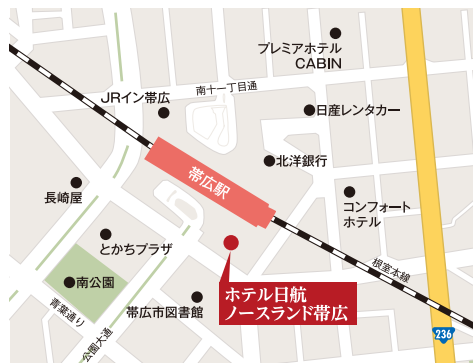 プレミアホテル
CABIN
南十一丁目通
JRイン帯広
日産レンタカー
北洋銀行
帯広駅
長崎屋
コンフォート
ホテル
とかちプラザ
根室本線
南公園
ホテル日航
ノースランド帯広
帯広市図書館
青葉通り
公園大通
236